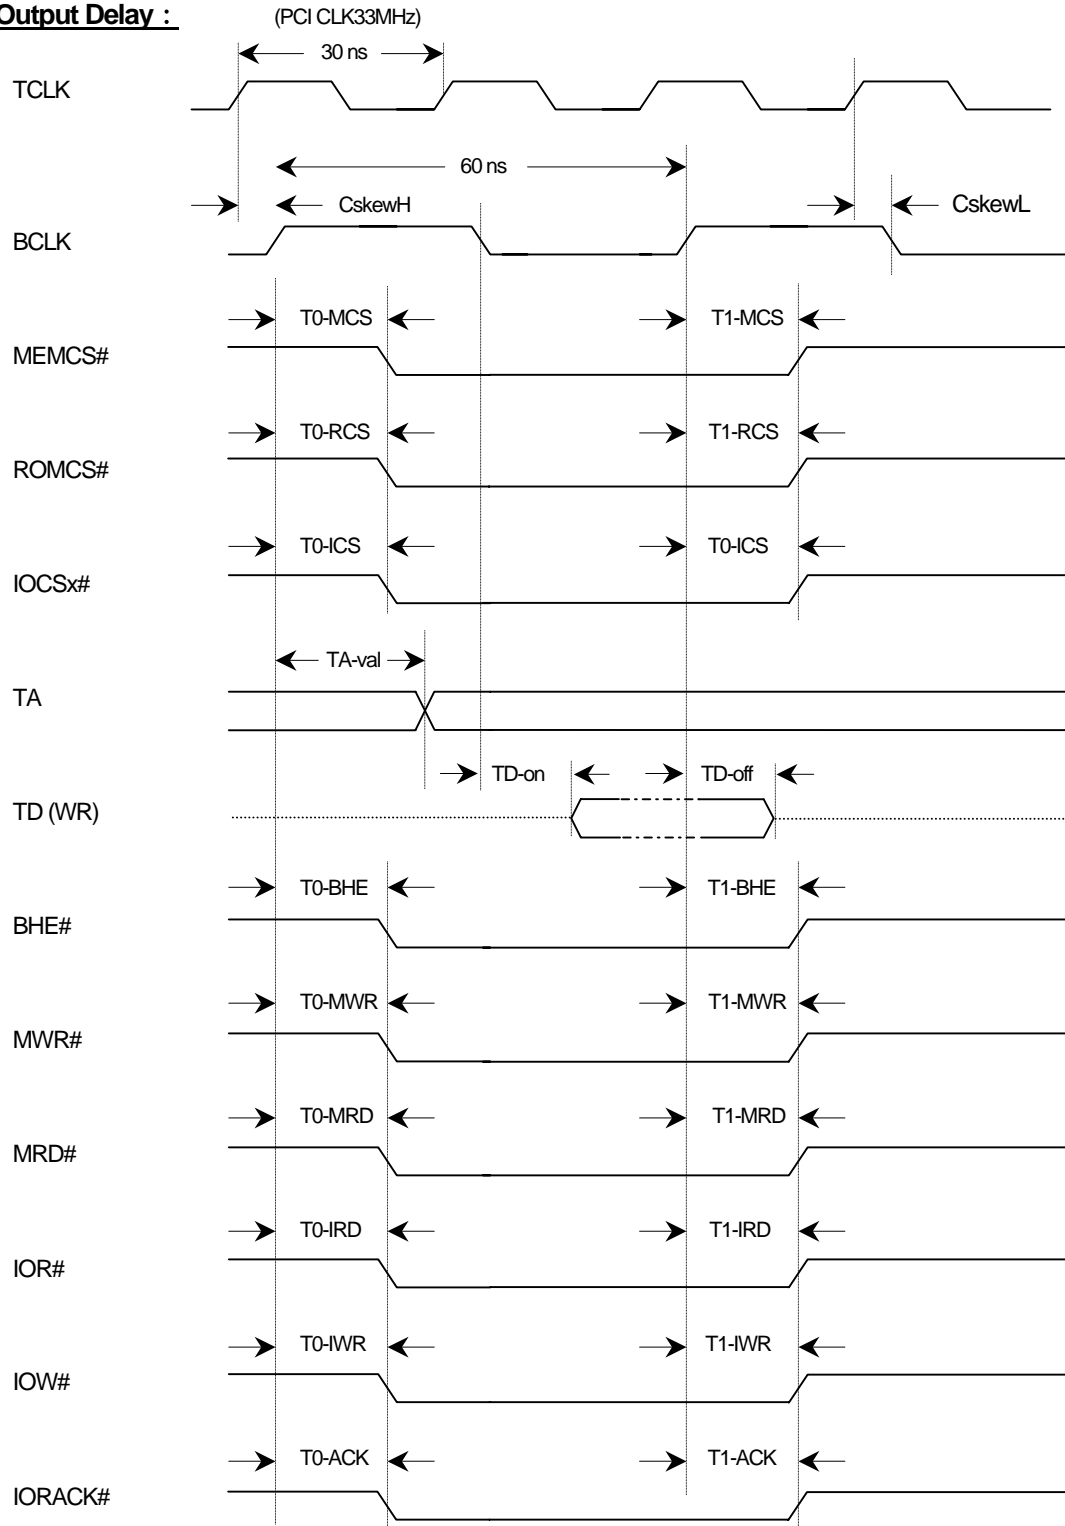 Output Delay :
(PCI CLK33MHz)
30 ns
TCLK
60 ns
CskewH
CskewL
BCLK
T0-MCS
T1-MCS
MEMCS#
T0-RCS
T1-RCS
ROMCS#
T0-ICS
T0-ICS
IOCSx#
TA-val
TA
TD-on
TD-off
TD (WR)
T0-BHE
T1-BHE
BHE#
T0-MWR
T1-MWR
MWR#
T0-MRD
T1-MRD
MRD#
T0-IRD
T1-IRD
IOR#
T0-IWR
T1-IWR
IOW#
T0-ACK
T1-ACK
IORACK#